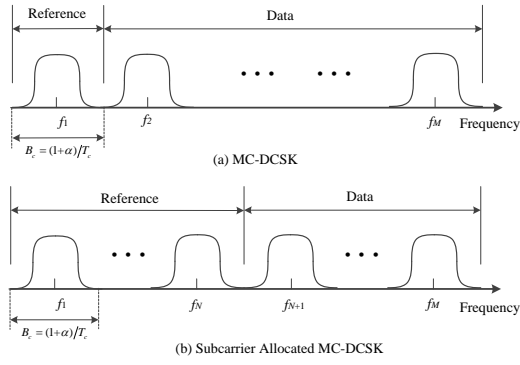 Reference Data
• • • • • •
f1 f2 fM Frequency
Bc = (1+α)/Tc
(a) MC-DCSK
Reference Data
• • • • • •
f1 fN fN+1 fM Frequency
Bc = (1+α)/Tc
(b) Subcarrier Allocated MC-DCSK